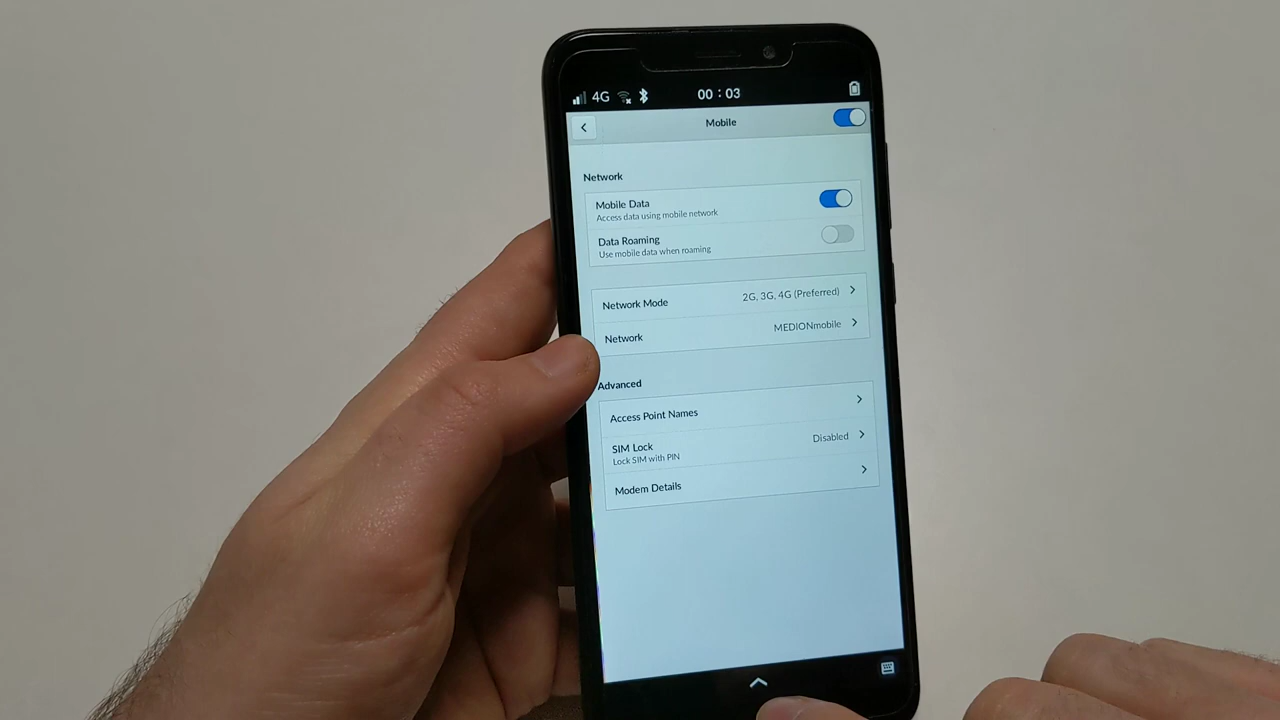 4G 00 : 03
Mobile
Network
Mobile Data
Access data using mobile network
Data Roaming
Use mobile data when roaming
Network Mode 2G, 3G, 4G (Preferred)
Network MEDIONmobile
Advanced
Access Point Names
SIM Lock Disabled
Lock SIM with PIN
Modem Details